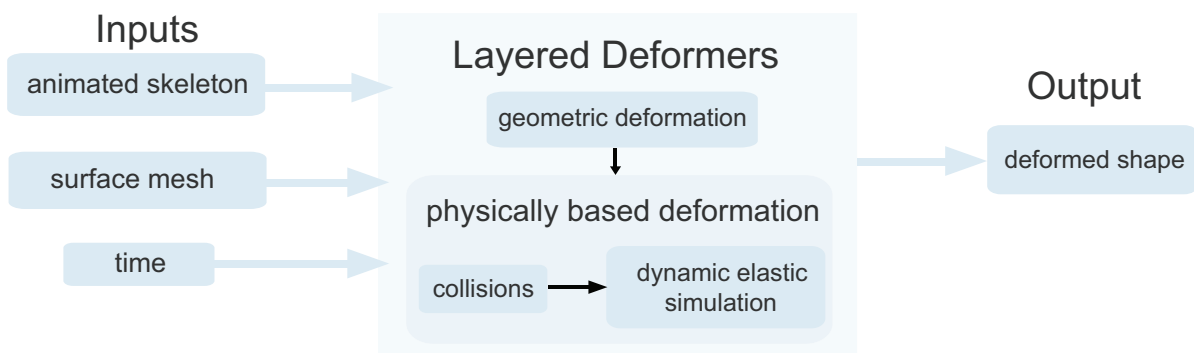 Inputs
animated skeleton
surface mesh
time
Layered Deformers
geometric deformation
physically based deformation
collisions
dynamic elastic
simulation
Output
deformed shape